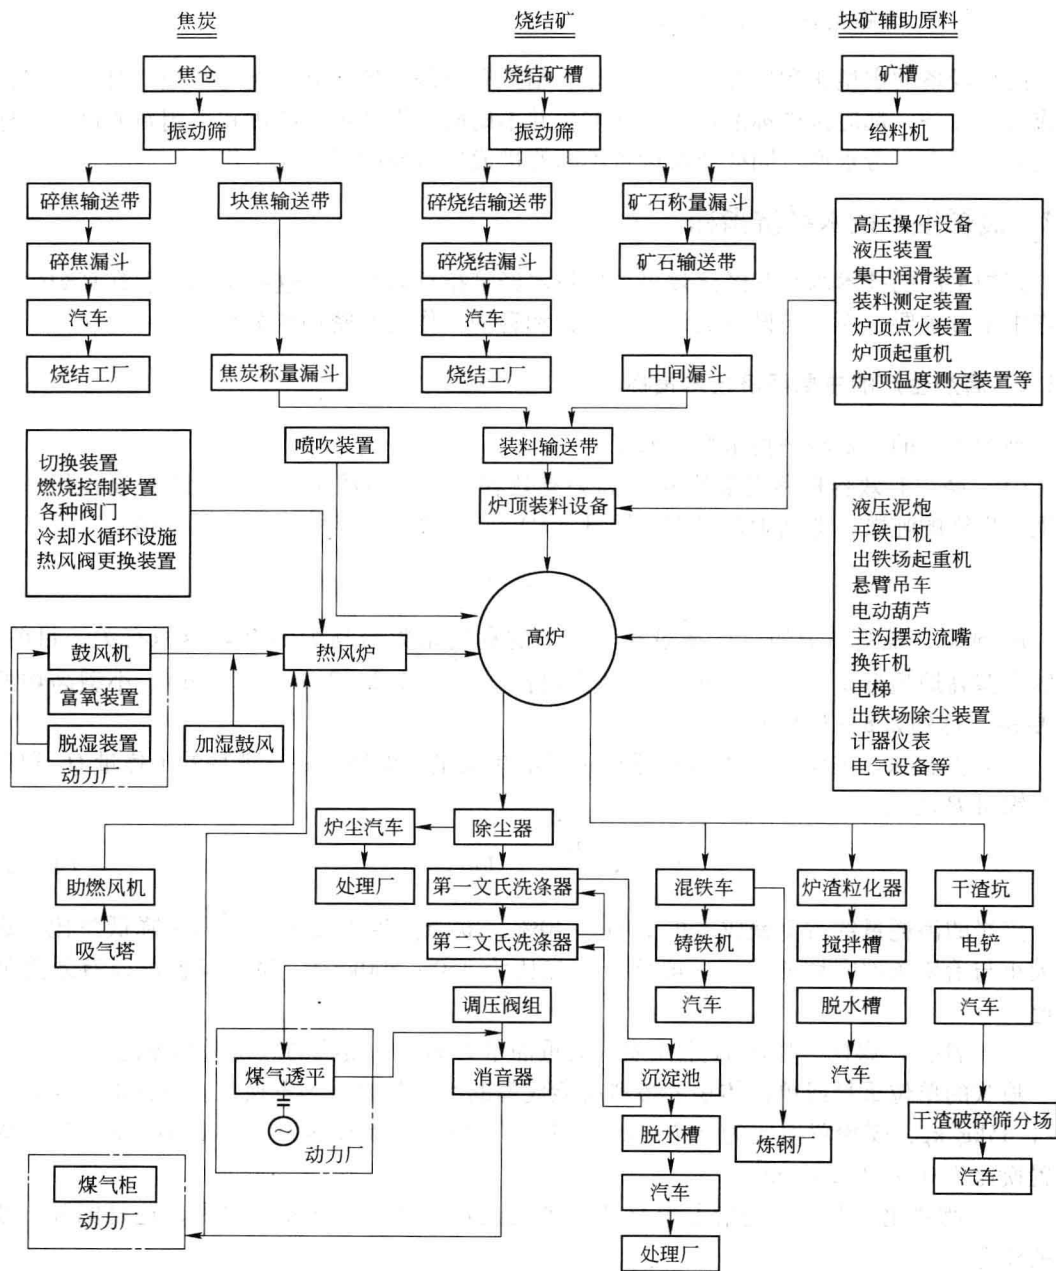 焦炭
烧结矿
块矿辅助原料
焦仓
烧结矿槽
矿槽
振动筛
振动筛
给料机
碎焦输送带
块焦输送带
碎烧结输送带
矿石称量漏斗
碎焦漏斗
碎烧结漏斗
矿石输送带
汽车
汽车
烧结工厂
焦炭称量漏斗
烧结工厂
中间漏斗
高压操作设备
液压装置
集中润滑装置
装料测定装置
炉顶点火装置
炉顶起重机
炉顶温度测定装置等
喷吹装置
装料输送带
炉顶装料设备
切换装置
燃烧控制装置
各种阀门
冷却水循环设施
热风阀更换装置
液压泥炮
开铁口机
出铁场起重机
悬臂吊车
电动葫芦
主沟摆动流嘴
换钎机
电梯
出铁场除尘装置
计器仪表
电气设备等
高炉
鼓风机
热风炉
富氧装置
脱湿装置
加湿鼓风
动力厂
炉尘汽车
除尘器
处理厂
第一文氏洗涤器
混铁车
炉渣粒化器
干渣坑
助燃风机
第二文氏洗涤器
铸铁机
搅拌槽
电铲
吸气塔
调压阀组
汽车
脱水槽
汽车
煤气透平
消音器
沉淀池
汽车
动力厂
脱水槽
炼钢厂
干渣破碎筛分场
煤气柜
汽车
汽车
动力厂
处理厂